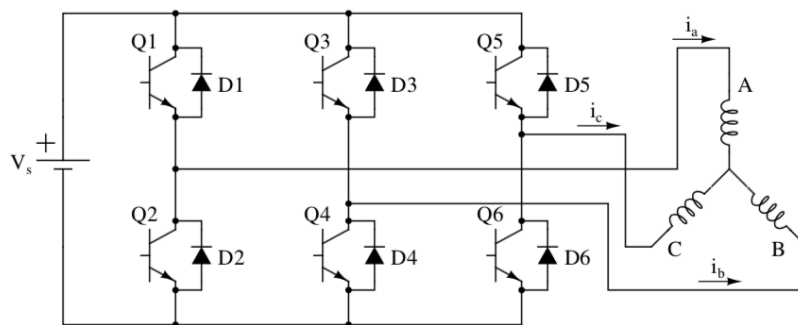 i_a
Q1
Q3
Q5
D1
D3
D5
A
i_c
+
V_s
Q2
Q4
Q6
D2
D4
D6
C
B
i_b